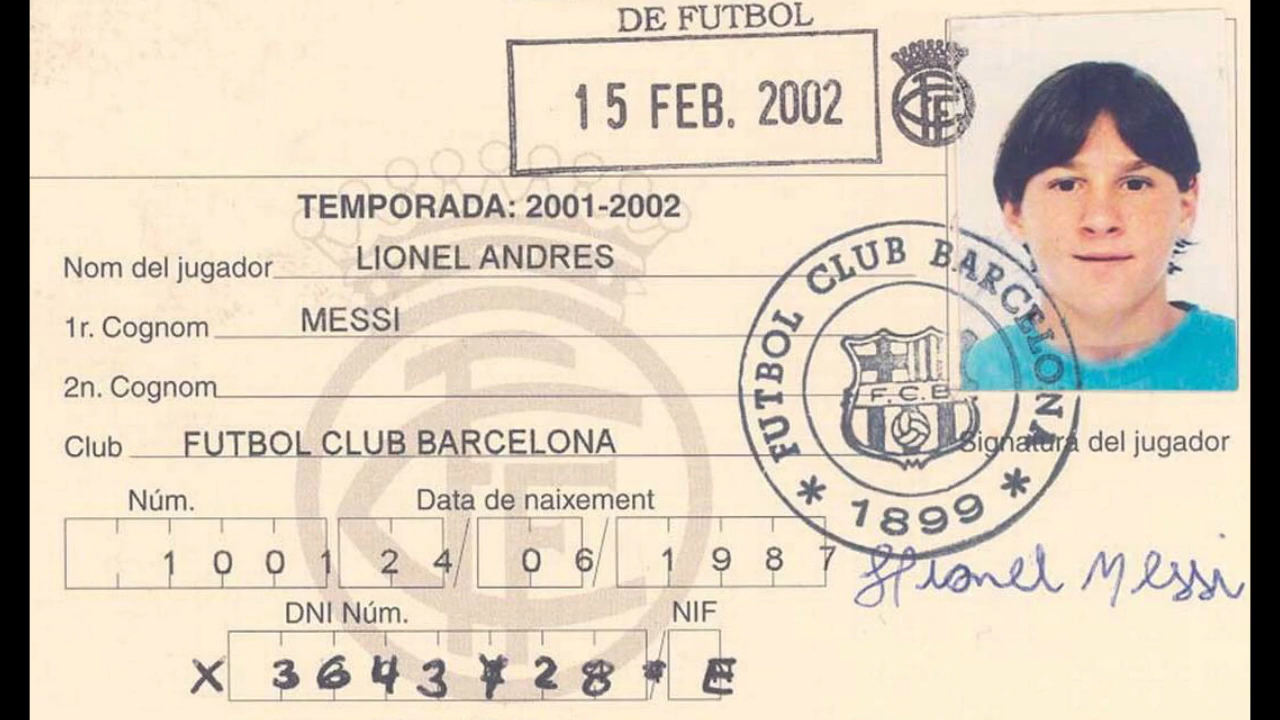 DE FUTBOL
15 FEB. 2002
TEMPORADA: 2001-2002
Nom del jugador LIONEL ANDRES
1r. Cognom MESSI
2n. Cognom
Club FUTBOL CLUB BARCELONA
FUTBOL CLUB BARCELONA
F.C.B
* 1899 *
Signatura del jugador
Núm. Data de naixement
1001 24/06/1987
Lionel Messi
DNI Núm. NIF
X 3643 28 E